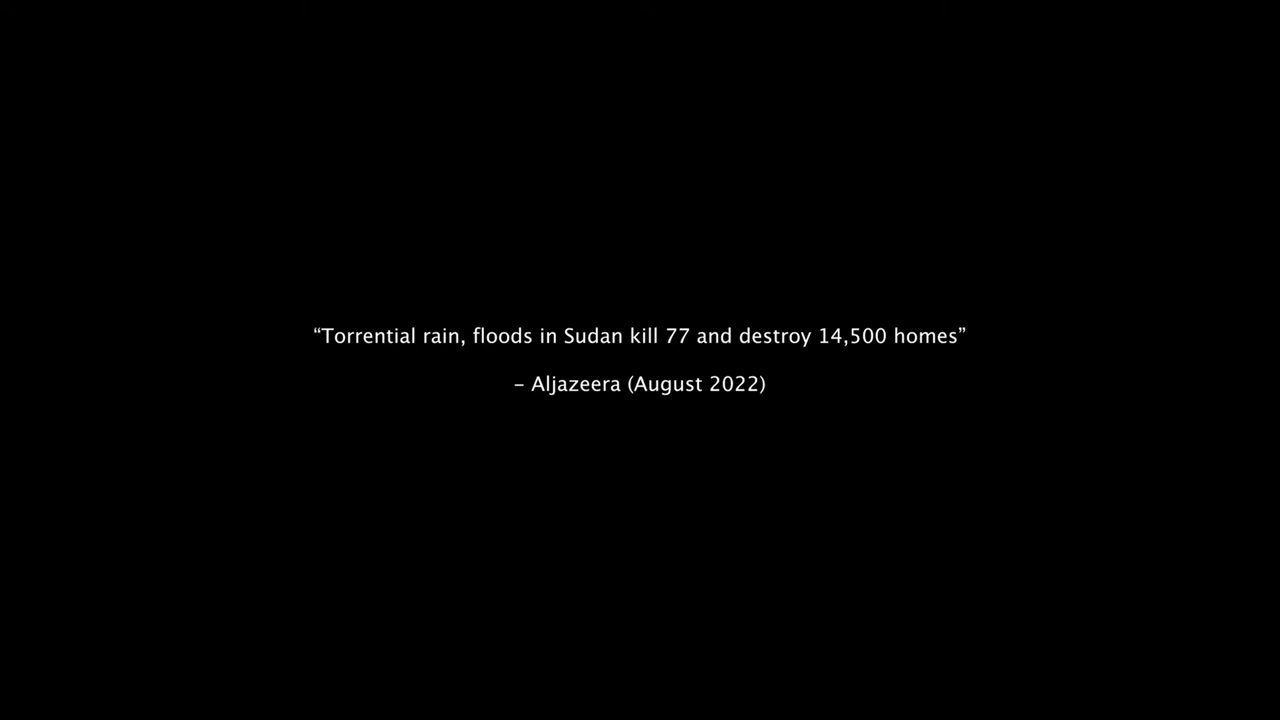 “Torrential rain, floods in Sudan kill 77 and destroy 14,500 homes”
– Aljazeera (August 2022)